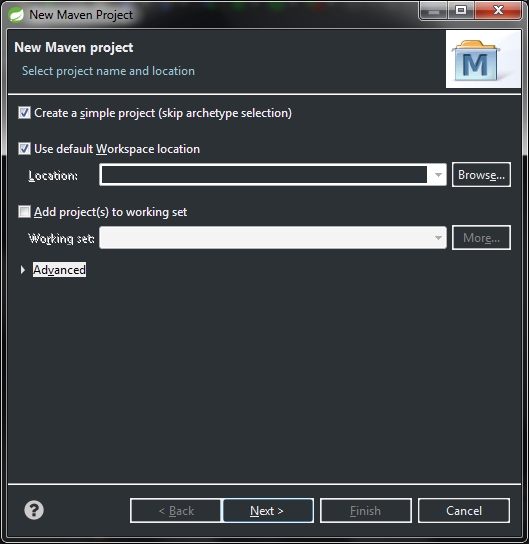 New Maven Project
New Maven project
Select project name and location
M
Create a simple project (skip archetype selection)
Use default Workspace location
Location:
Browse...
Add project(s) to working set
Working set:
More...
Advanced
?
< Back
Next >
Finish
Cancel